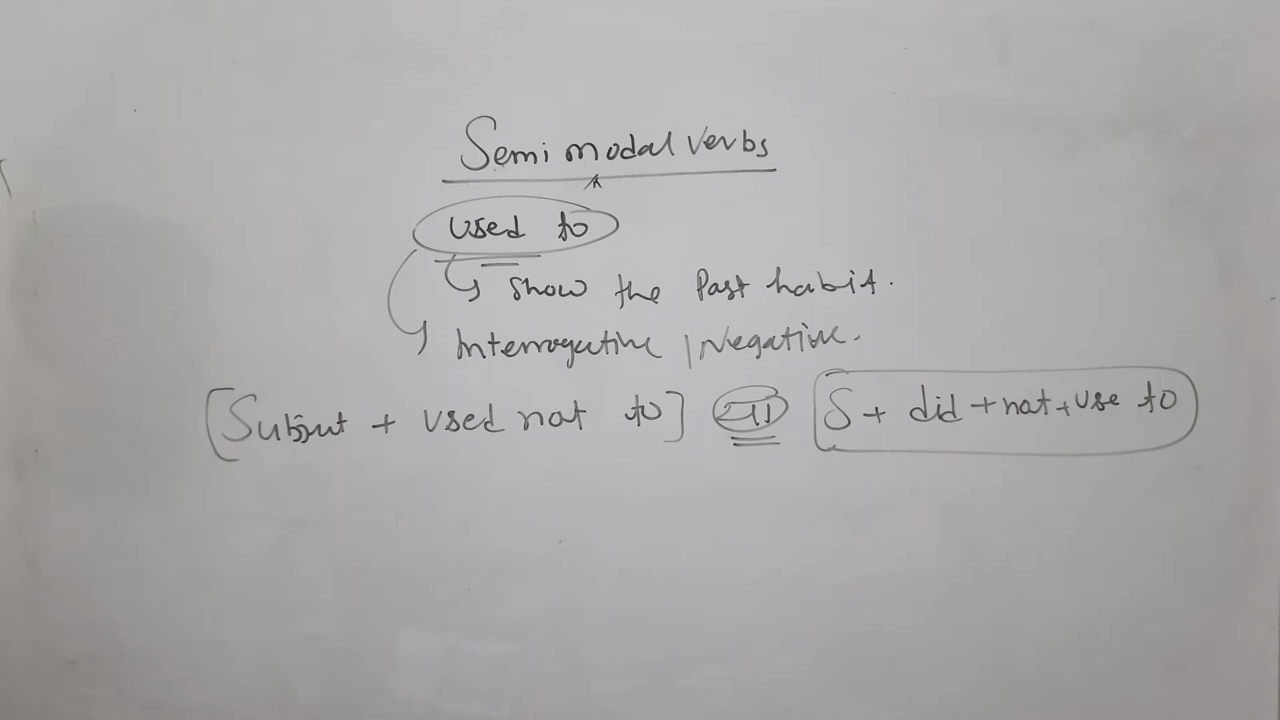 Semi modal verbs
used to
↳ show the Past habit.
Interrogative | Negative.
[Subject + used not to] या [S + did + not + use to